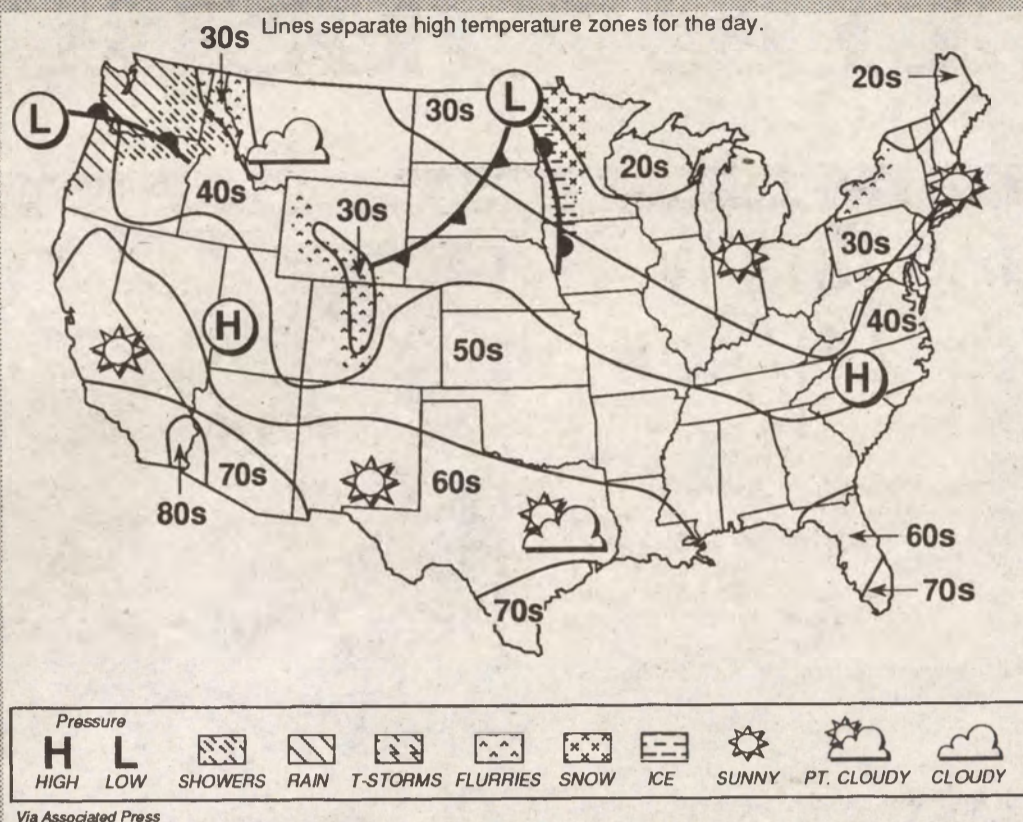 Lines separate high temperature zones for the day.
30s
20s
L
30s
L
20s
40s
30s
30s
H
50s
40s
H
70s
60s
80s
60s
70s
70s
Pressure
H L
HIGH LOW SHOWERS RAIN T-STORMS FLURRIES SNOW ICE SUNNY PT. CLOUDY CLOUDY
Via Associated Press